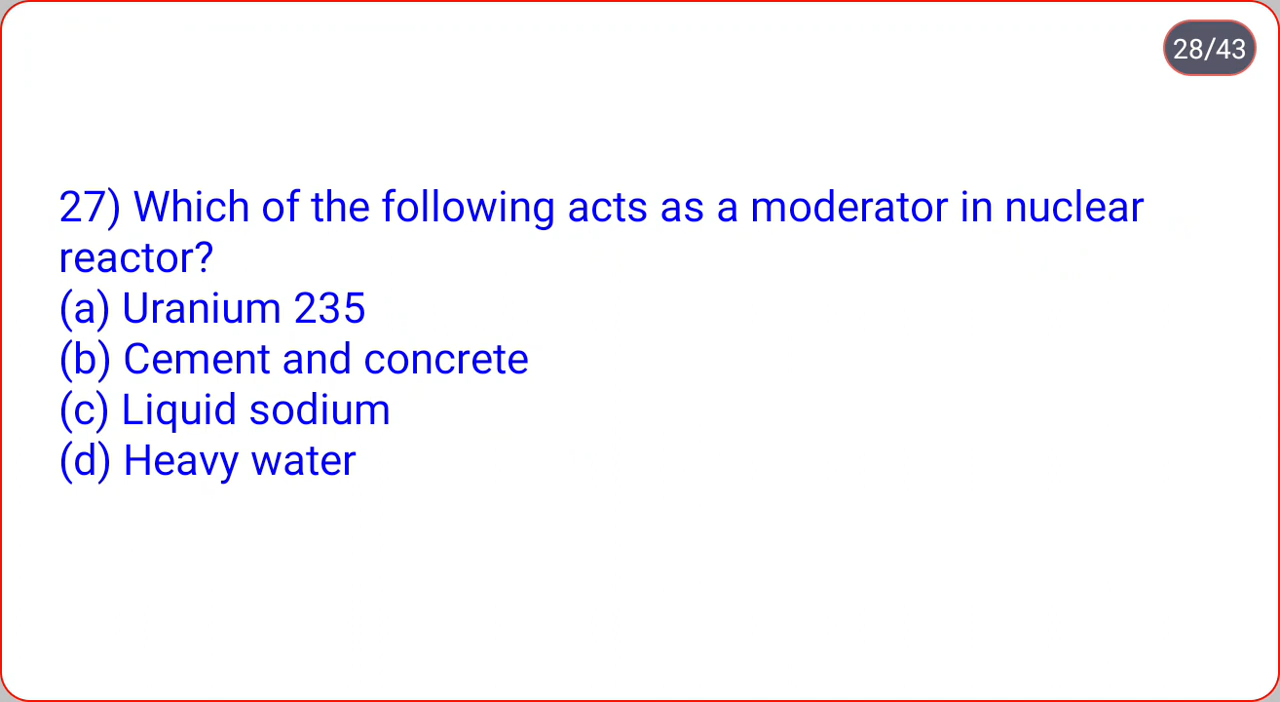 28/43
27) Which of the following acts as a moderator in nuclear
reactor?
(a) Uranium 235
(b) Cement and concrete
(c) Liquid sodium
(d) Heavy water